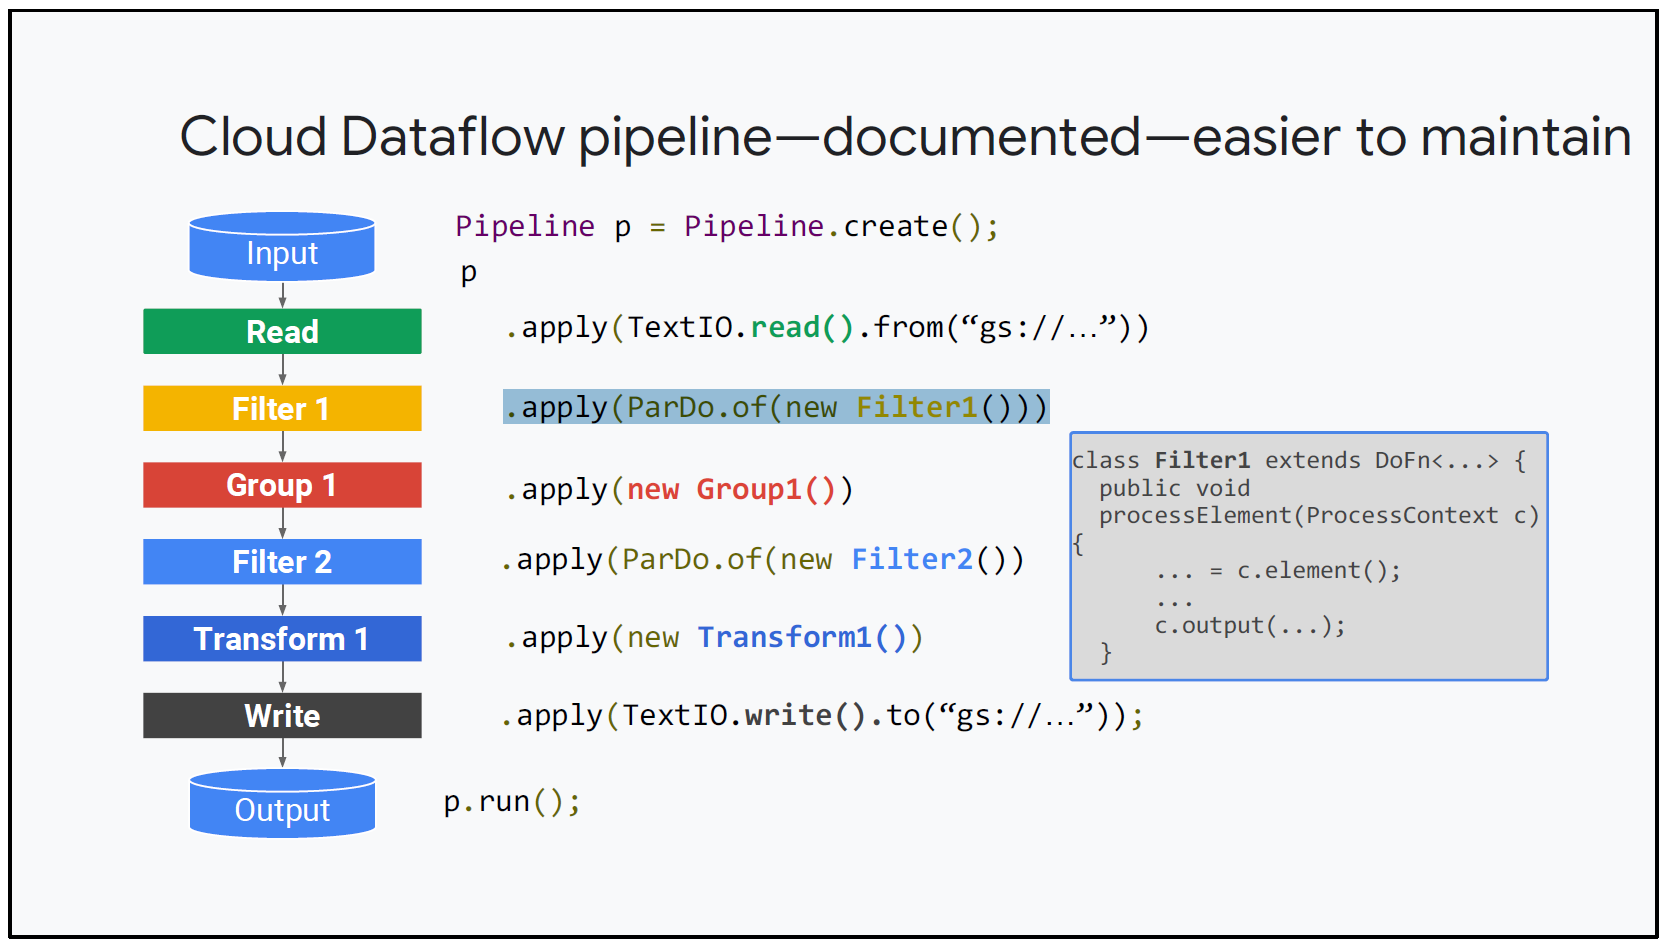 Cloud Dataflow pipeline—documented—easier to maintain
Input
Read
Filter 1
Group 1
Filter 2
Transform 1
Write
Output
Pipeline p = Pipeline.create();
p
.apply(TextIO.read().from(“gs://…”))
.apply(ParDo.of(new Filter1()))
.apply(new Group1())
.apply(ParDo.of(new Filter2())
.apply(new Transform1())
.apply(TextIO.write().to(“gs://…”));
p.run();
class Filter1 extends DoFn<...> {
public void
processElement(ProcessContext c)
{
... = c.element();
...
c.output(...);
}